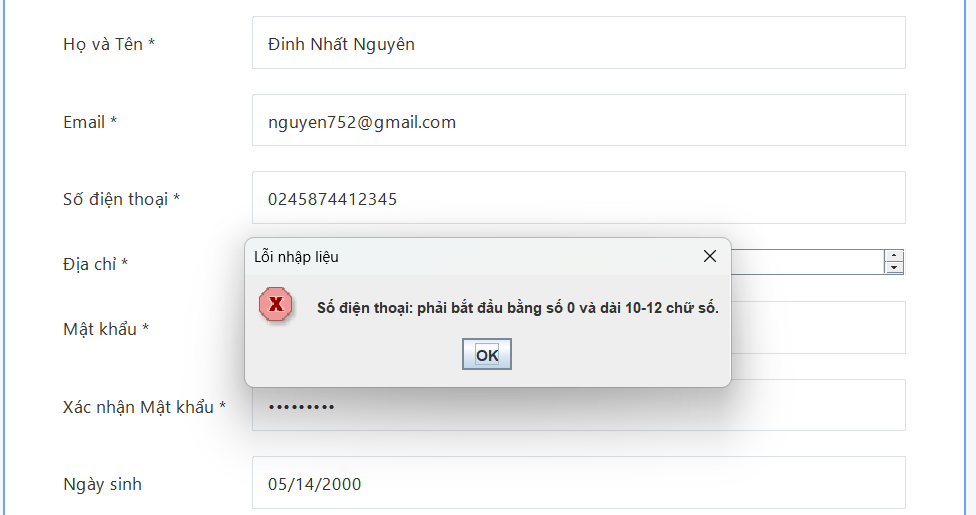 Họ và Tên *
Đinh Nhất Nguyên
Email *
nguyen752@gmail.com
Số điện thoại *
0245874412345
Địa chỉ *
Lỗi nhập liệu
Số điện thoại: phải bắt đầu bằng số 0 và dài 10-12 chữ số.
OK
Mật khẩu *
Xác nhận Mật khẩu *
•••••••••
Ngày sinh
05/14/2000